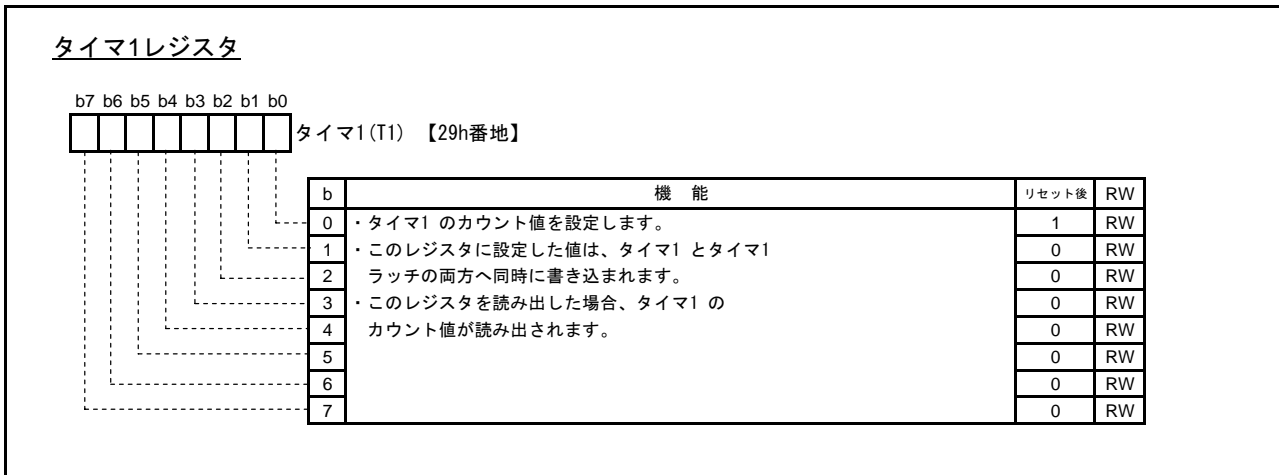 タイマ1レジスタ
b7 b6 b5 b4 b3 b2 b1 b0
タイマ1(T1) 【29h番地】
b 機 能 リセット後 RW
0 ・タイマ1 のカウント値を設定します。 1 RW
1 ・このレジスタに設定した値は、タイマ1 とタイマ1 0 RW
2 ラッチの両方へ同時に書き込まれます。 0 RW
3 ・このレジスタを読み出した場合、タイマ1 の 0 RW
4 カウント値が読み出されます。 0 RW
5 0 RW
6 0 RW
7 0 RW